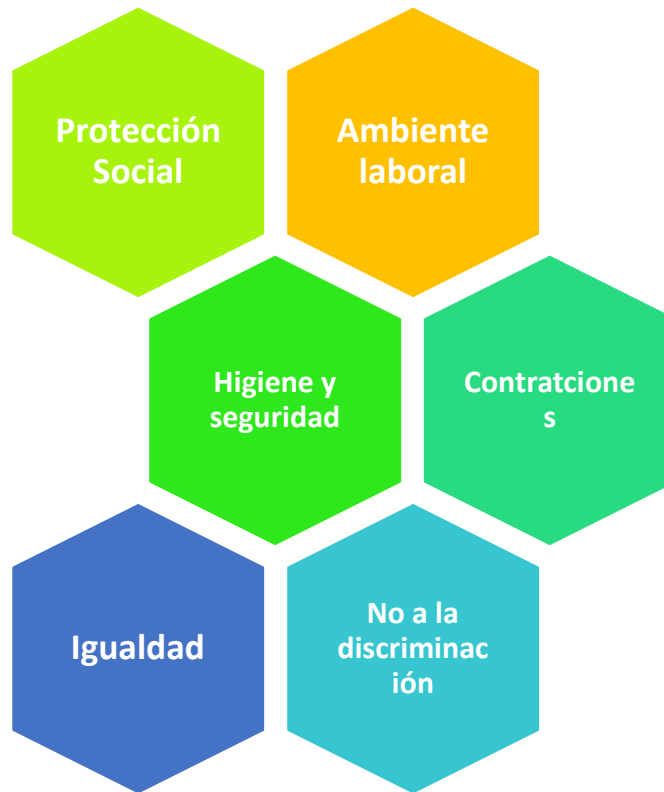 Protección
Social
Ambiente
laboral
Higiene y
seguridad
Contratcione
s
Igualdad
No a la
discriminac
ión